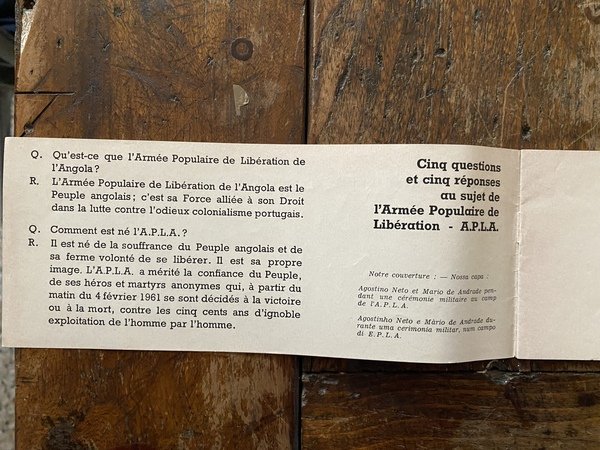 Q. Qu'est-ce que l'Armée Populaire de Libération de
l'Angola?
R. L'Armée Populaire de Libération de l'Angola est le
Peuple angolais; c'est sa Force alliée à son Droit
dans la lutte contre l'odieux colonialisme portugais.
Q. Comment est né l'A.P.L.A.?
R. Il est né de la souffrance du Peuple angolais et de
sa ferme volonté de se libérer. Il est sa propre
image. L'A.P.L.A. a mérité la confiance du Peuple,
de ses héros et martyrs anonymes qui, à partir du
matin du 4 février 1961 se sont décidés à la victoire
ou à la mort, contre les cinq cents ans d'ignoble
exploitation de l'homme par l'homme.
Cinq questions
et cinq réponses
au sujet de
l'Armée Populaire de
Libération - A.P.L.A.
Notre couverture : — Nossa capa :
Agostino Neto et Mario de Andrade pen-
dant une cérémonie militaire au camp
de l'A.P.L.A.
Agostinho Neto e Mário de Andrade du-
rante uma cerimonia militar, num campo
di E.P.L.A.